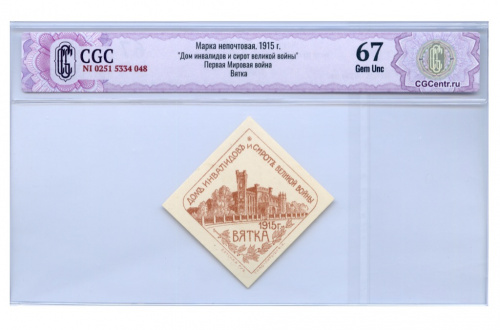 CGC
NI 0251 5334 048
Марка непочтовая, 1915 г.
"Дом инвалидов и сирот великой войны"
Первая Мировая война
Вятка
67
Gem Unc
CGCentr.ru
ДОМЪ ИНВАЛИДОВЪ И СИРОТЪ ВЕЛИКОЙ ВОЙНЫ
1915 г.
ВЯТКА